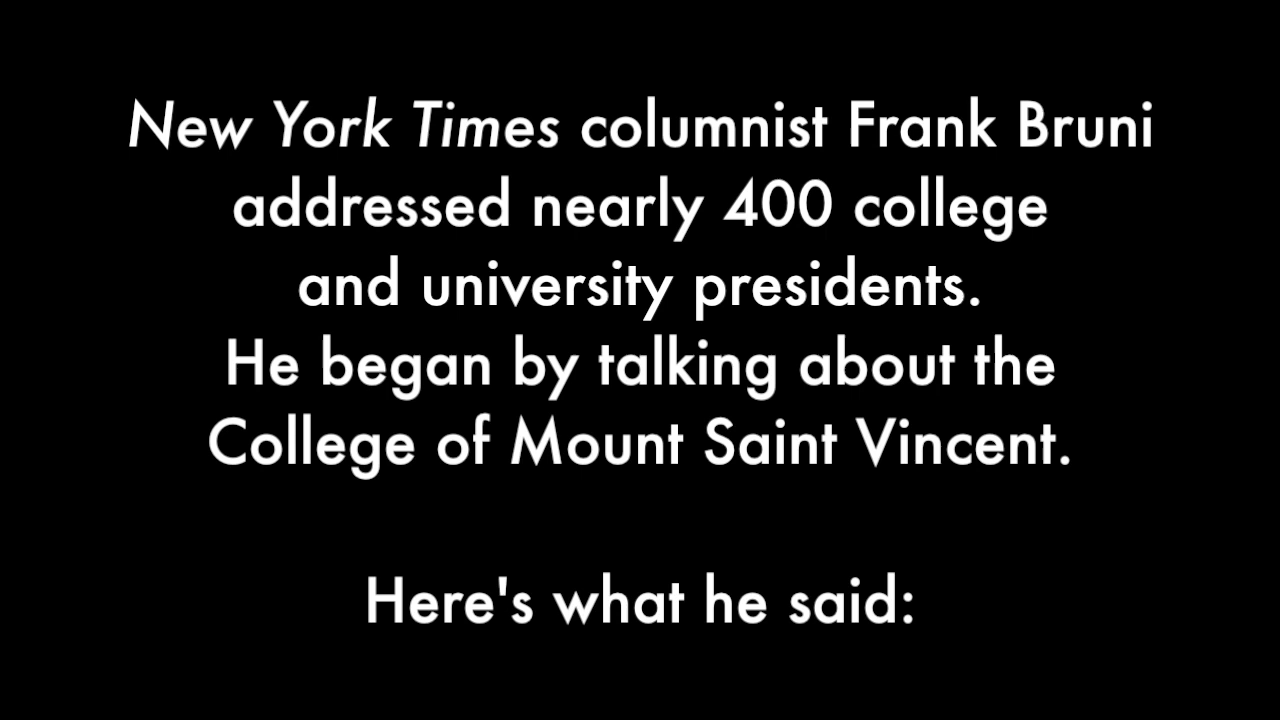 New York Times columnist Frank Bruni
addressed nearly 400 college
and university presidents.
He began by talking about the
College of Mount Saint Vincent.
Here's what he said: